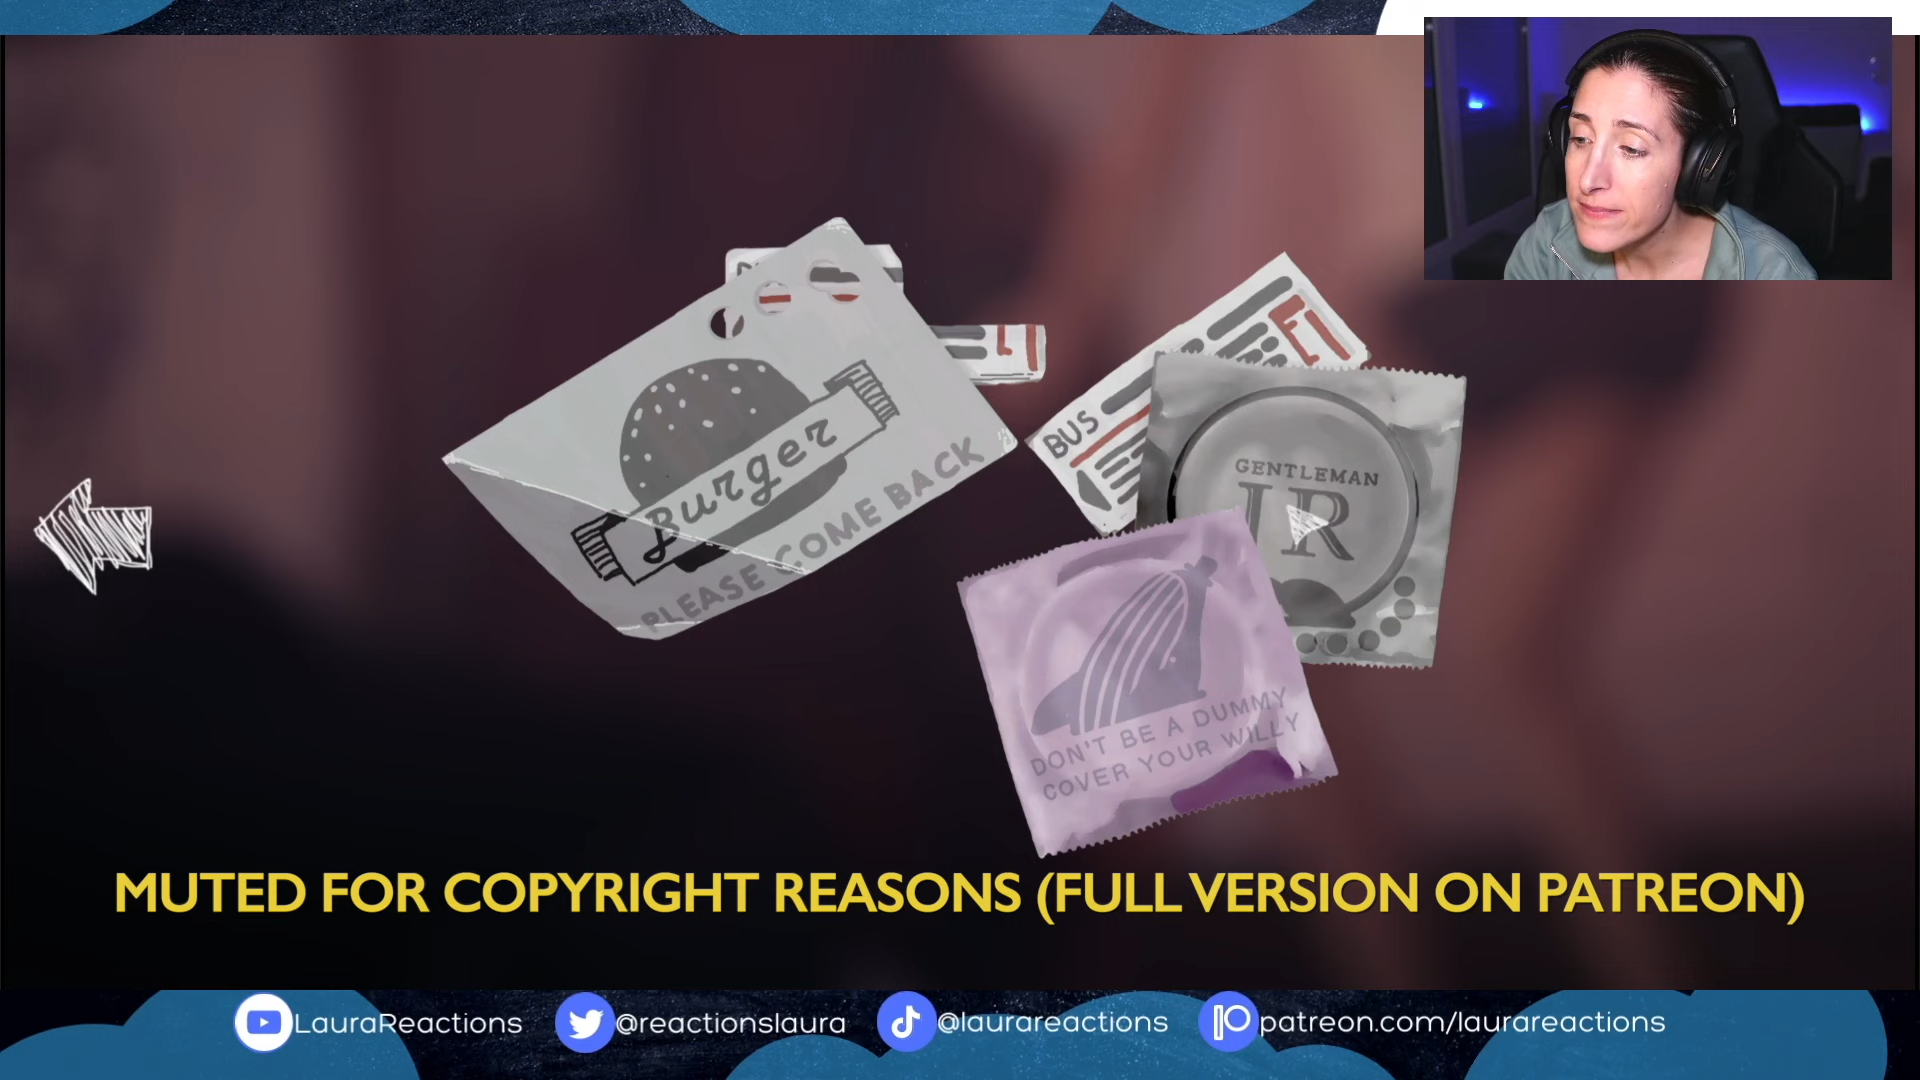 Burger
PLEASE COME BACK
BUS
GENTLEMAN
JR
DON'T BE A DUMMY
COVER YOUR WILLY
MUTED FOR COPYRIGHT REASONS (FULL VERSION ON PATREON)
LauraReactions
@reactionslaura
@laurareactions
patreon.com/laurareactions